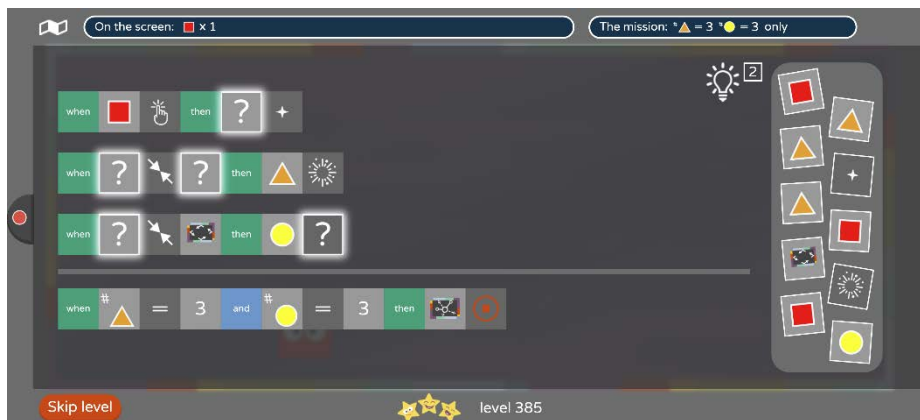 On the screen: x 1
The mission: # = 3 # = 3 only
2
when then ?
when ? ? then
when ? then ?
when # = 3 and # = 3 then
Skip level
level 385